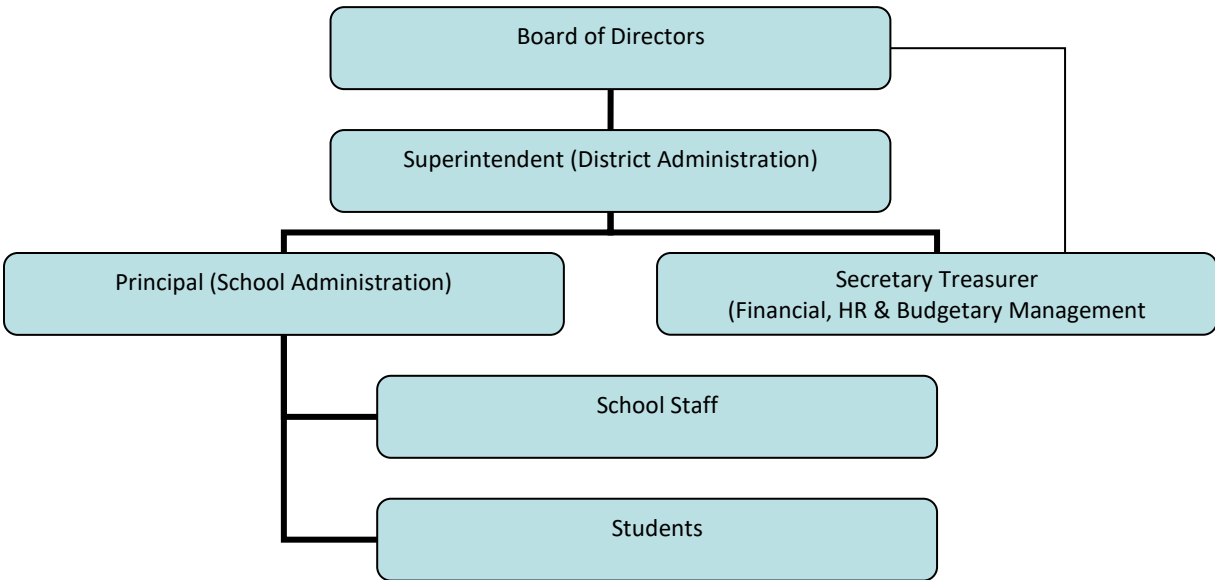 Board of Directors
Superintendent (District Administration)
Principal (School Administration)
Secretary Treasurer
(Financial, HR & Budgetary Management
School Staff
Students